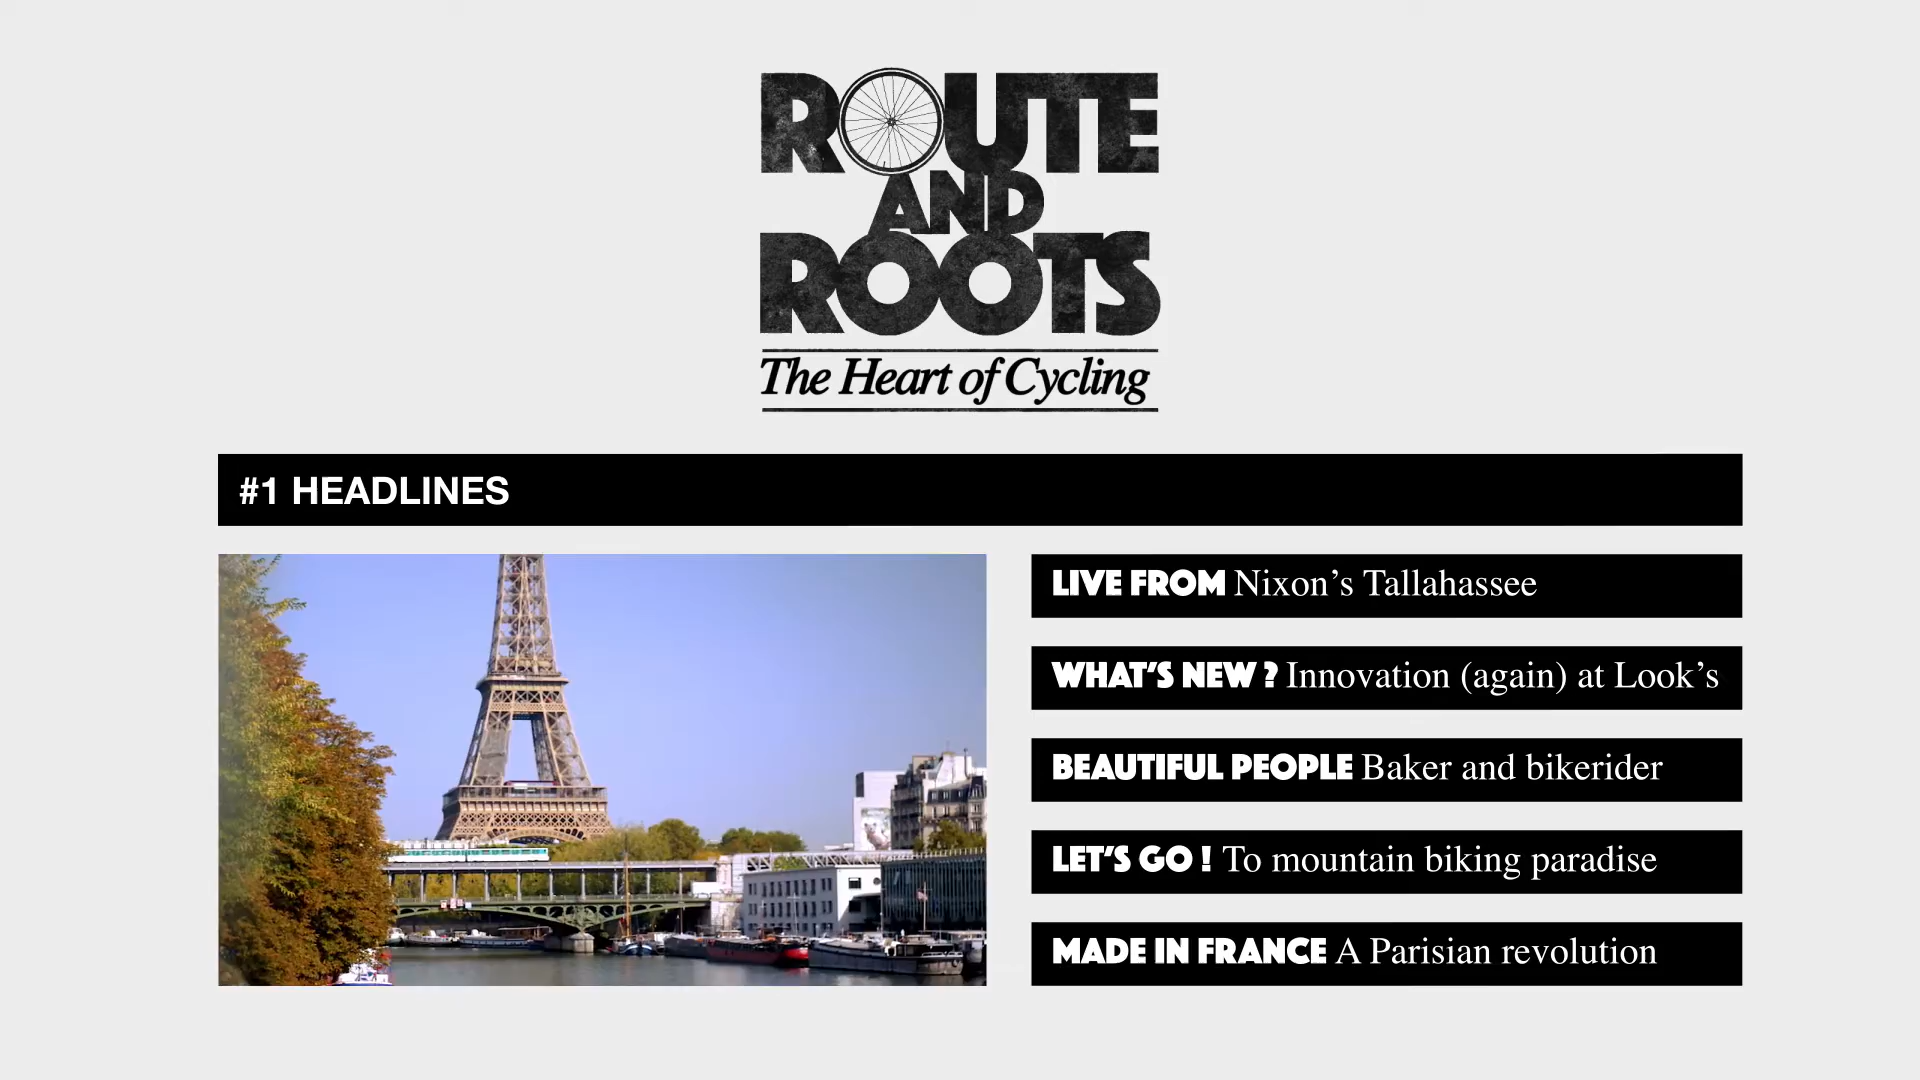 ROUTE
AND
ROOTS
The Heart of Cycling
#1 HEADLINES
LIVE FROM Nixon’s Tallahassee
WHAT’S NEW ? Innovation (again) at Look’s
BEAUTIFUL PEOPLE Baker and bikerider
LET’S GO ! To mountain biking paradise
MADE IN FRANCE A Parisian revolution